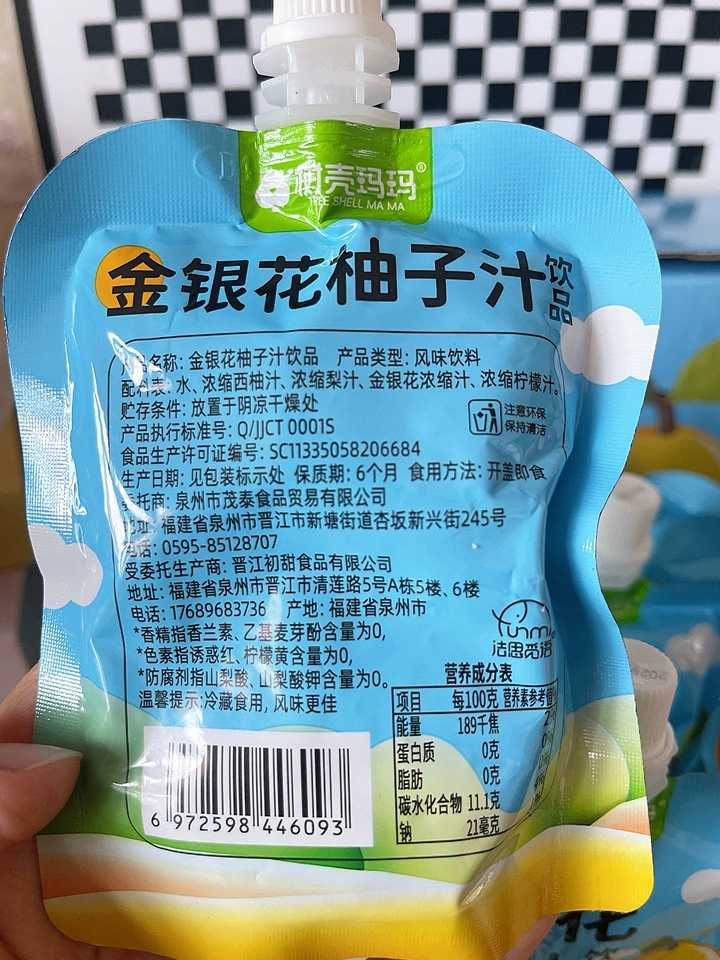 树壳玛玛®
TREE SHELL MA MA
金银花柚子汁饮品
产品名称: 金银花柚子汁饮品 产品类型: 风味饮料
配料表: 水、浓缩西柚汁、浓缩梨汁、金银花浓缩汁、浓缩柠檬汁。
贮存条件: 放置于阴凉干燥处
注意环保
保持清洁
产品执行标准号: Q/JJCT 0001S
食品生产许可证编号: SC11335058206684
生产日期: 见包装标示处 保质期: 6个月 食用方法: 开盖即食
委托商: 泉州市茂泰食品贸易有限公司
地址: 福建省泉州市晋江市新塘街道杏坂新兴街245号
电话: 0595-85128707
受委托生产商: 晋江初甜食品有限公司
地址: 福建省泉州市晋江市清莲路5号A栋5楼、6楼
电话: 17689683736 产地: 福建省泉州市
*香精指香兰素、乙基麦芽酚含量为0,
*色素指诱惑红、柠檬黄含量为0,
*防腐剂指山梨酸、山梨酸钾含量为0。
温馨提示:冷藏食用, 风味更佳
营养成分表
项目 每100克 营养素参考值%
能量 189千焦
蛋白质 0克
脂肪 0克
碳水化合物 11.1克
钠 21毫克
6 972598 446093